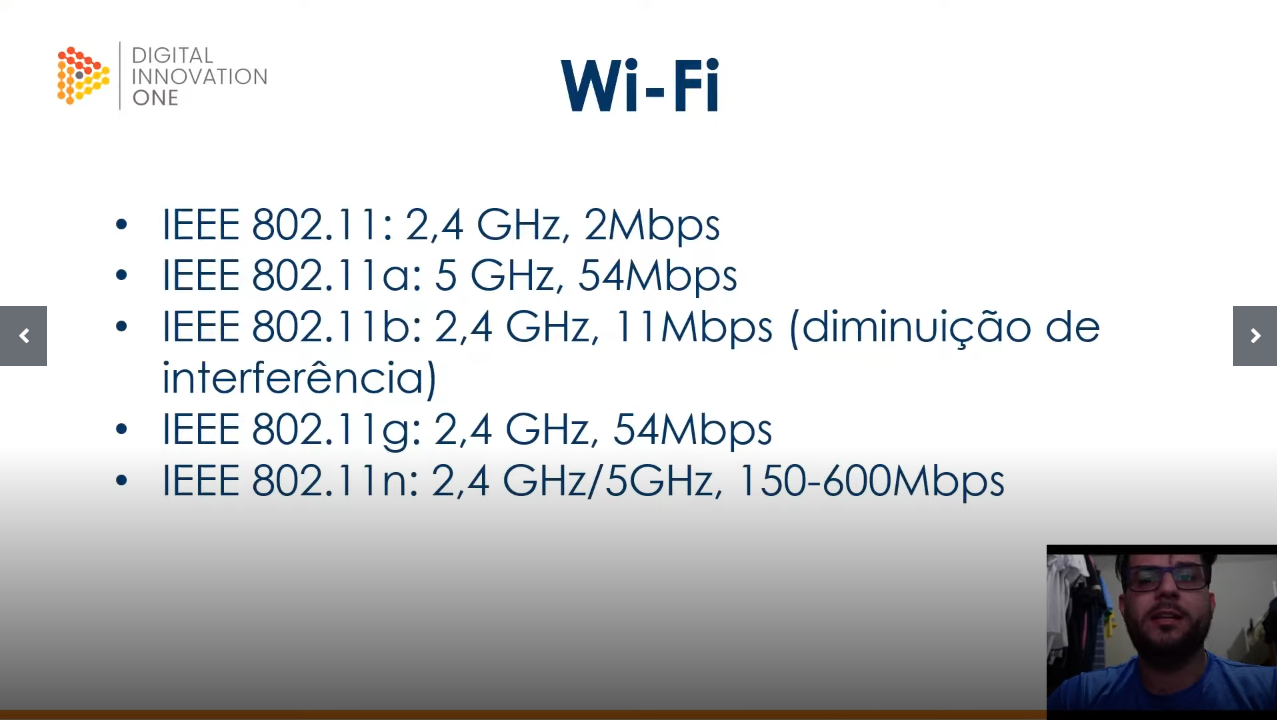 DIGITAL
INNOVATION
ONE
Wi-Fi
• IEEE 802.11: 2,4 GHz, 2Mbps
• IEEE 802.11a: 5 GHz, 54Mbps
• IEEE 802.11b: 2,4 GHz, 11Mbps (diminuição de
interferência)
• IEEE 802.11g: 2,4 GHz, 54Mbps
• IEEE 802.11n: 2,4 GHz/5GHz, 150-600Mbps